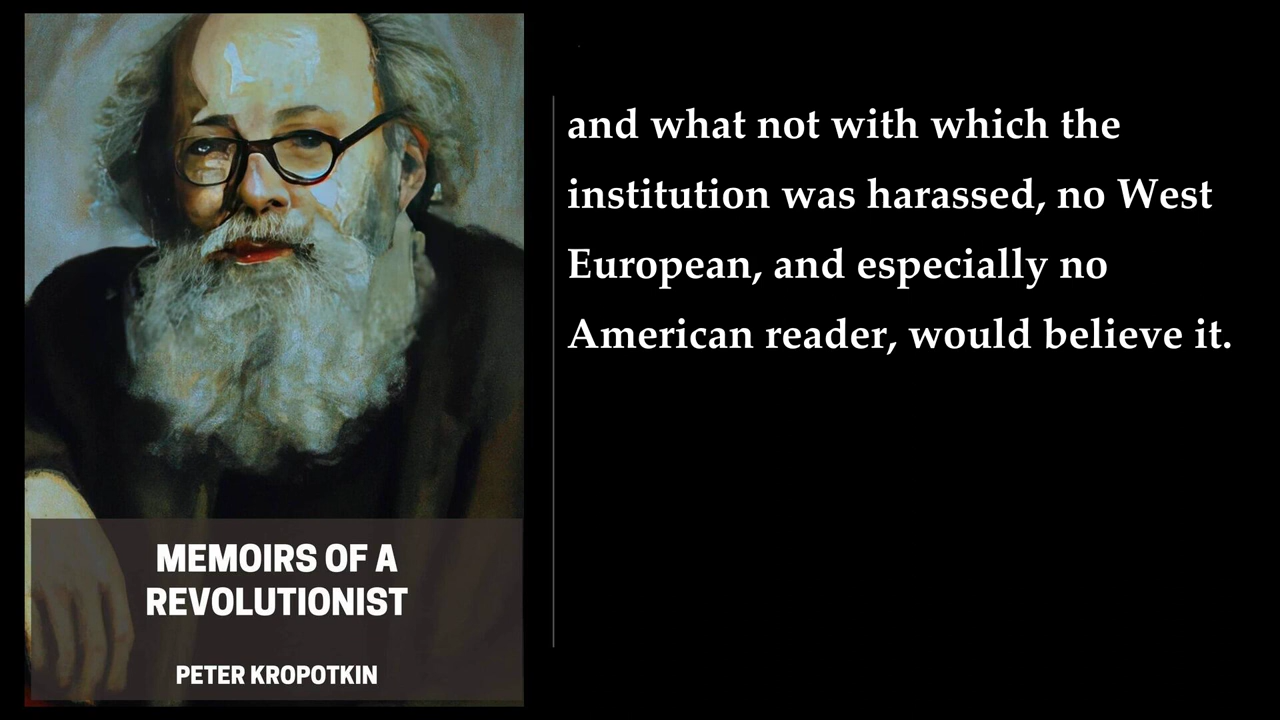 and what not with which the
institution was harassed, no West
European, and especially no
American reader, would believe it.
MEMOIRS OF A
REVOLUTIONIST
PETER KROPOTKIN